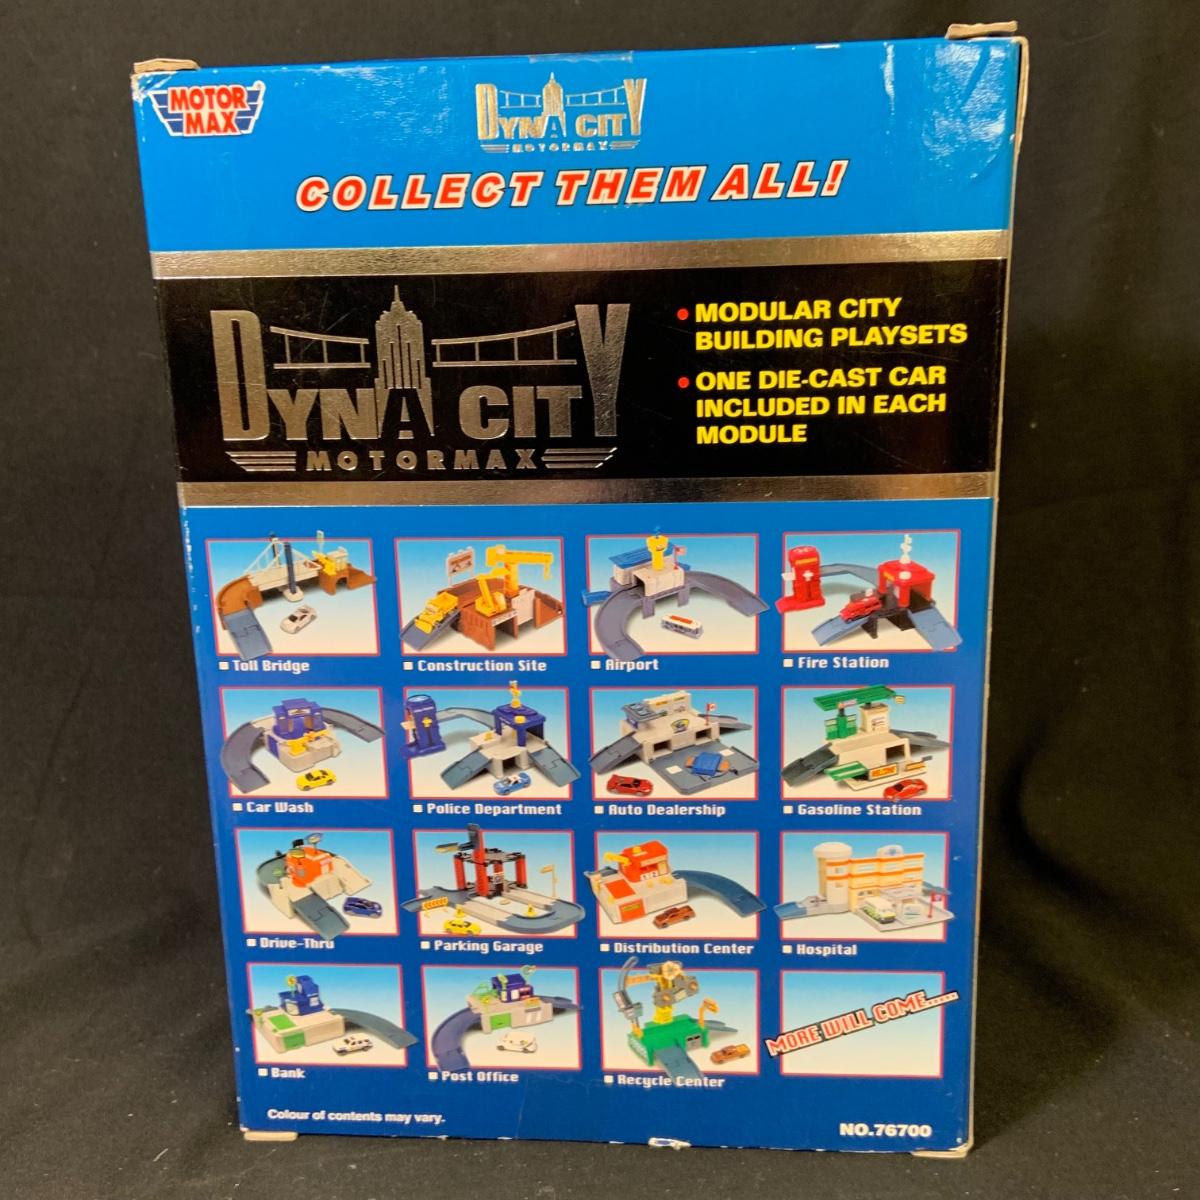 MOTOR
MAX
DYNA CITY
MOTORMAX
COLLECT THEM ALL!
DYNA CITY
MOTORMAX
• MODULAR CITY
BUILDING PLAYSETS
• ONE DIE-CAST CAR
INCLUDED IN EACH
MODULE
Toll Bridge
Construction Site
Airport
Fire Station
Car Wash
Police Department
Auto Dealership
Gasoline Station
WELCOME
Drive-Thru
Parking Garage
Distribution Center
Hospital
Bank
Post Office
Recycle Center
MORE WILL COME.....
Colour of contents may vary.
NO.76700